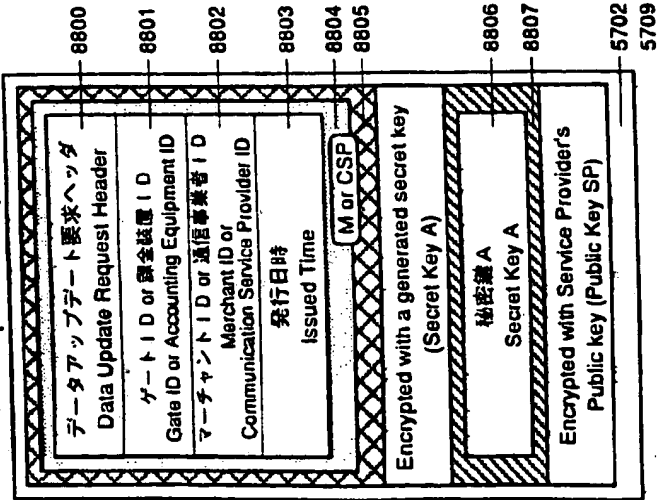 データアップデート要求ヘッダ
Data Update Request Header
8800
ゲートID or 課金装置ID
Gate ID or Accounting Equipment ID
8801
マーチャントID or 通信事業者ID
Merchant ID or
Communication Service Provider ID
8802
発行日時
Issued Time
8803
M or CSP
8804
8805
Encrypted with a generated secret key
(Secret Key A)
秘密鍵A
Secret Key A
8806
8807
Encrypted with Service Provider's
Public key (Public Key SP)
5702
5709